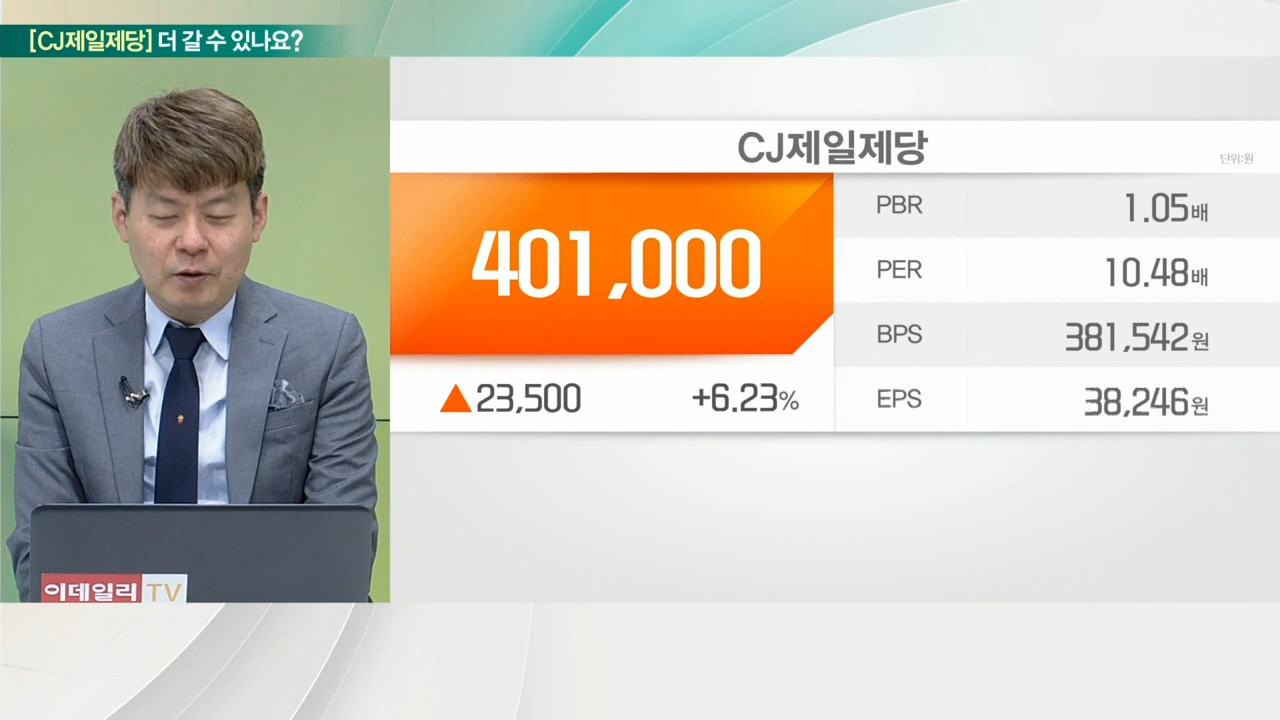 [CJ제일제당] 더 갈 수 있나요?
CJ제일제당
단위:원
401,000
▲23,500 +6.23%
PBR 1.05배
PER 10.48배
BPS 381,542원
EPS 38,246원
이데일리 TV